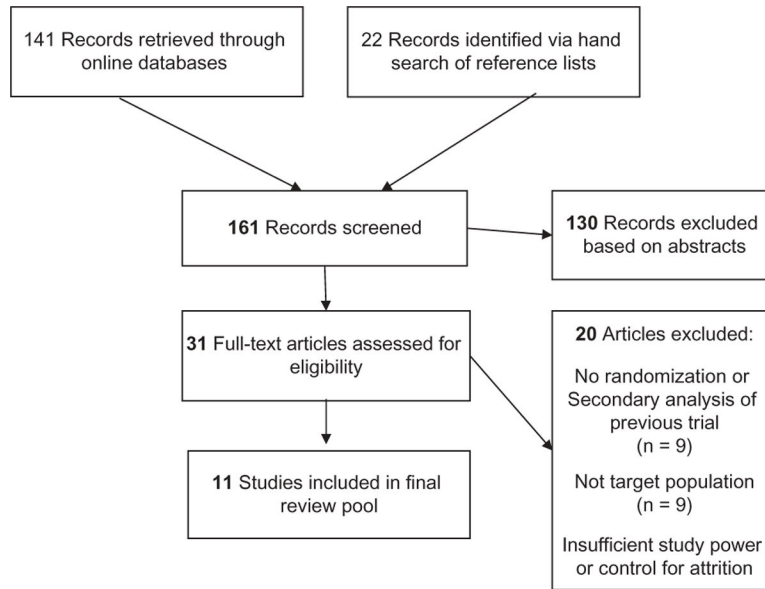 141 Records retrieved through
online databases
22 Records identified via hand
search of reference lists
161 Records screened
130 Records excluded
based on abstracts
31 Full-text articles assessed for
eligibility
20 Articles excluded:
No randomization or
Secondary analysis of
previous trial
(n = 9)
Not target population
(n = 9)
Insufficient study power
or control for attrition
11 Studies included in final
review pool